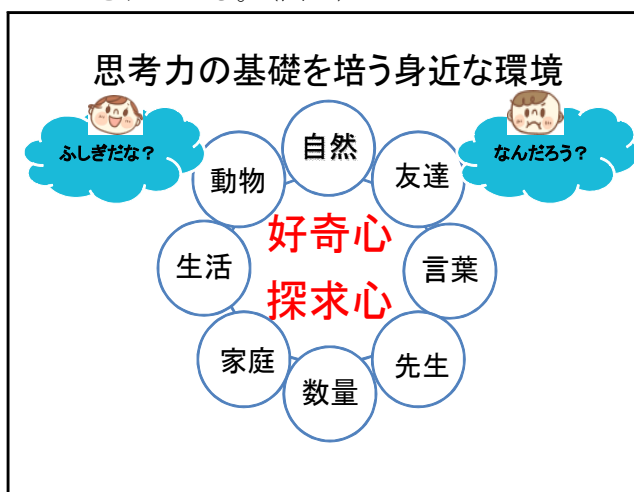 思考力の基礎を培う身近な環境
ふしぎだな？
なんだろう？
自然
友達
言葉
先生
数量
家庭
生活
動物
好奇心
探求心